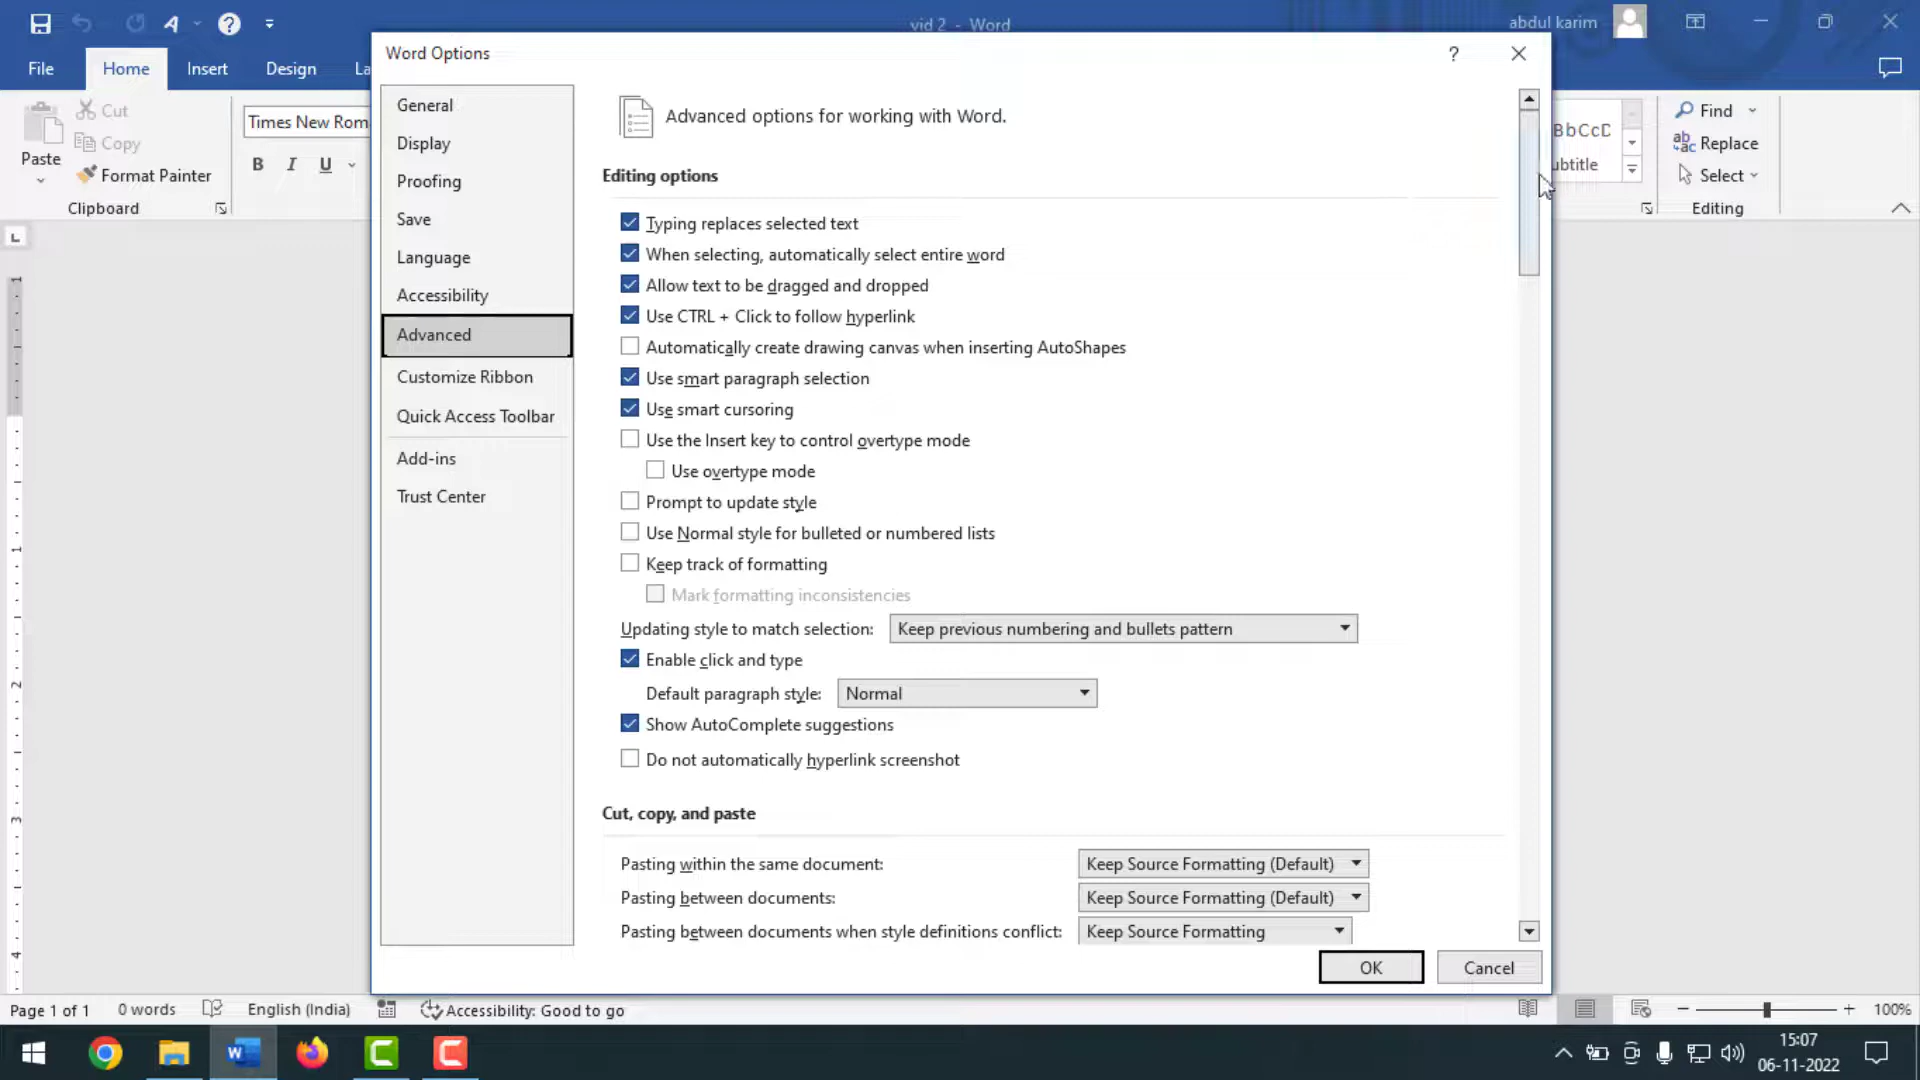 vid 2 - Word
abdul karim
File
Home
Insert
Design
La
Cut
Copy
Paste
Format Painter
Clipboard
Times New Rom
B I U
BbCcD
ubtitle
Find
Replace
Select
Editing
Word Options
General
Display
Proofing
Save
Language
Accessibility
Advanced
Customize Ribbon
Quick Access Toolbar
Add-ins
Trust Center
Advanced options for working with Word.
Editing options
Typing replaces selected text
When selecting, automatically select entire word
Allow text to be dragged and dropped
Use CTRL + Click to follow hyperlink
Automatically create drawing canvas when inserting AutoShapes
Use smart paragraph selection
Use smart cursoring
Use the Insert key to control overtype mode
Use overtype mode
Prompt to update style
Use Normal style for bulleted or numbered lists
Keep track of formatting
Mark formatting inconsistencies
Updating style to match selection: Keep previous numbering and bullets pattern
Enable click and type
Default paragraph style: Normal
Show AutoComplete suggestions
Do not automatically hyperlink screenshot
Cut, copy, and paste
Pasting within the same document: Keep Source Formatting (Default)
Pasting between documents: Keep Source Formatting (Default)
Pasting between documents when style definitions conflict: Keep Source Formatting
OK
Cancel
1
1
2
3
4
Page 1 of 1 0 words English (India) Accessibility: Good to go
100%
15:07
06-11-2022